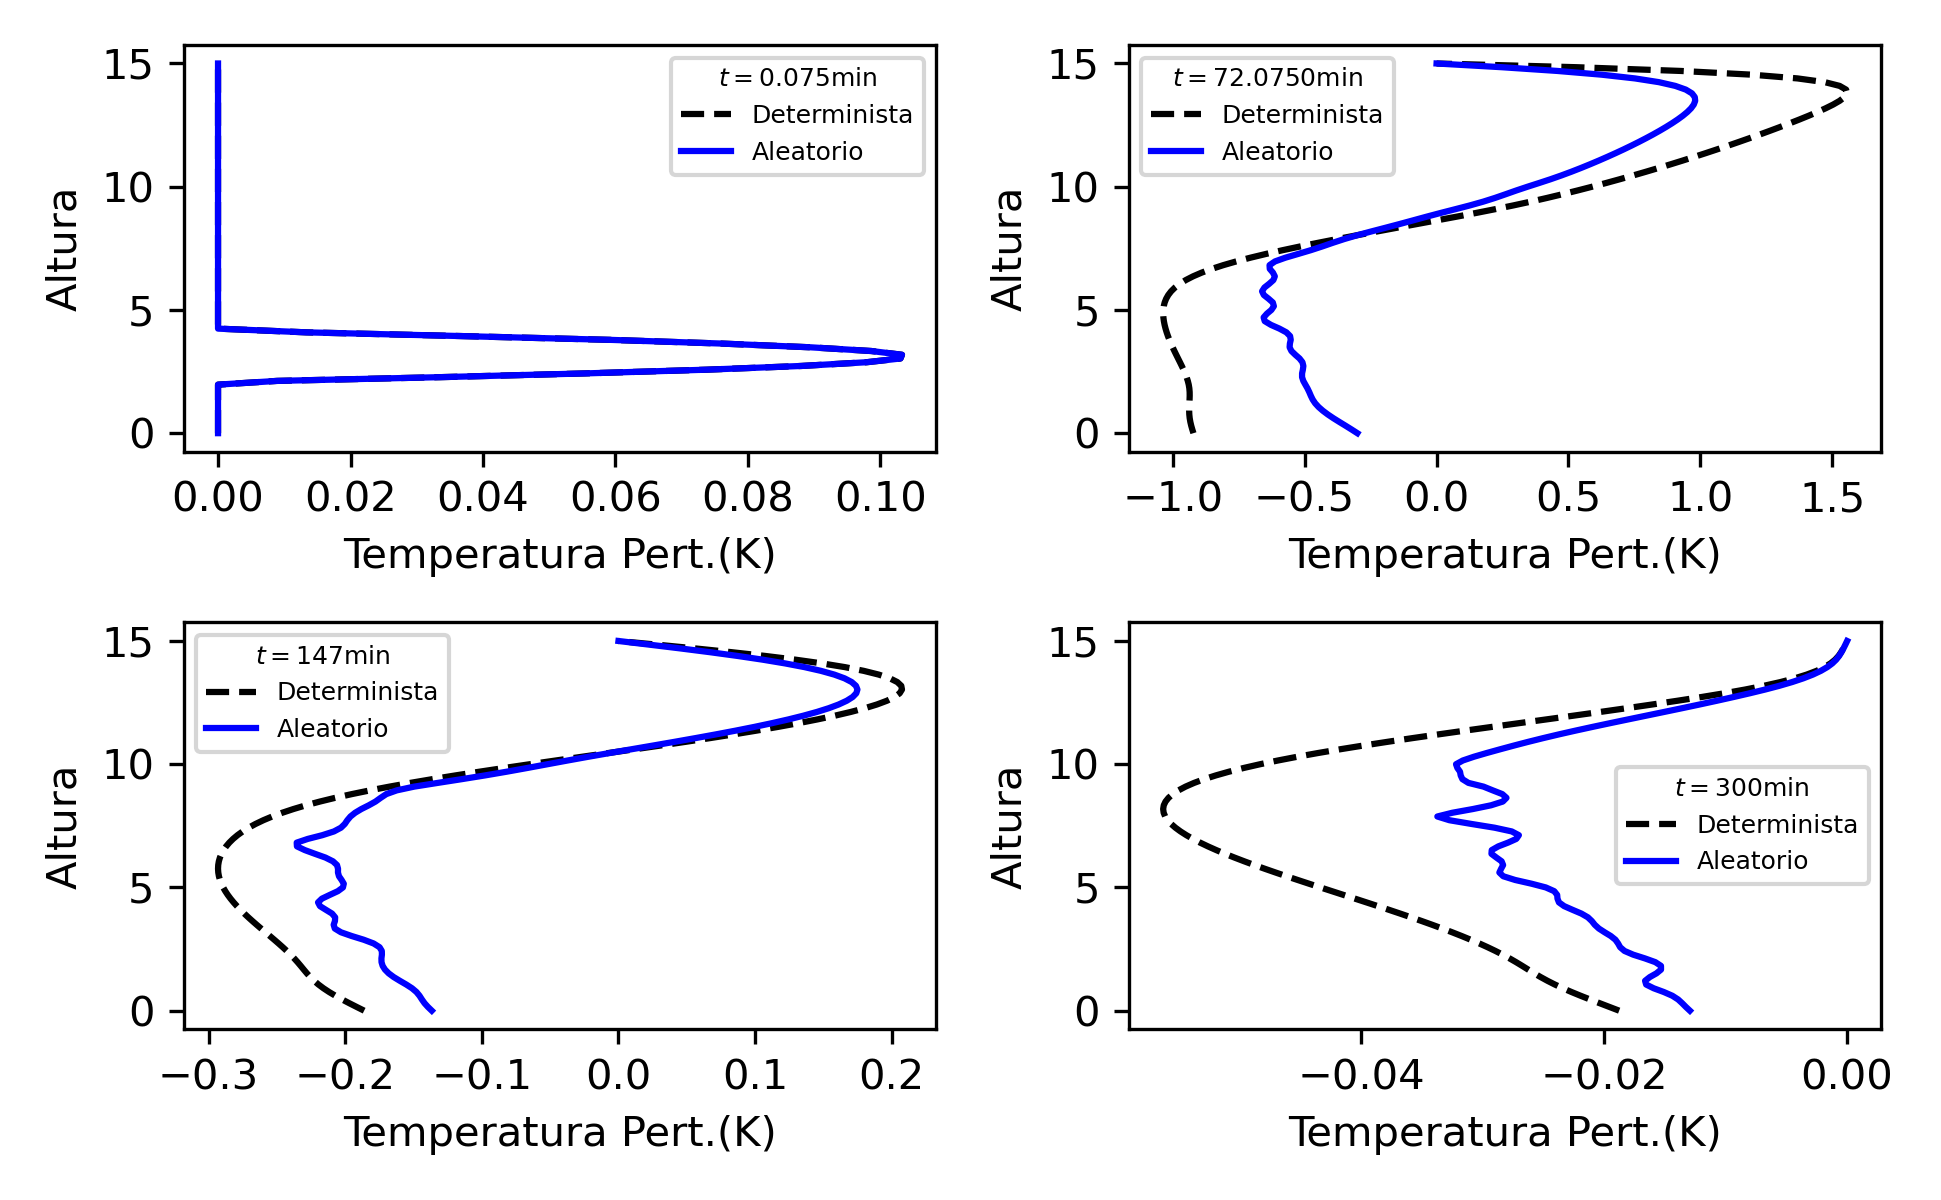 t = 0.075min
Determinista
Aleatorio
15
10
5
0
Altura
0.00 0.02 0.04 0.06 0.08 0.10
Temperatura Pert.(K)
t = 72.0750min
Determinista
Aleatorio
15
10
5
0
Altura
−1.0 −0.5 0.0 0.5 1.0 1.5
Temperatura Pert.(K)
t = 147min
Determinista
Aleatorio
15
10
5
0
Altura
−0.3 −0.2 −0.1 0.0 0.1 0.2
Temperatura Pert.(K)
t = 300min
Determinista
Aleatorio
15
10
5
0
Altura
−0.04 −0.02 0.00
Temperatura Pert.(K)